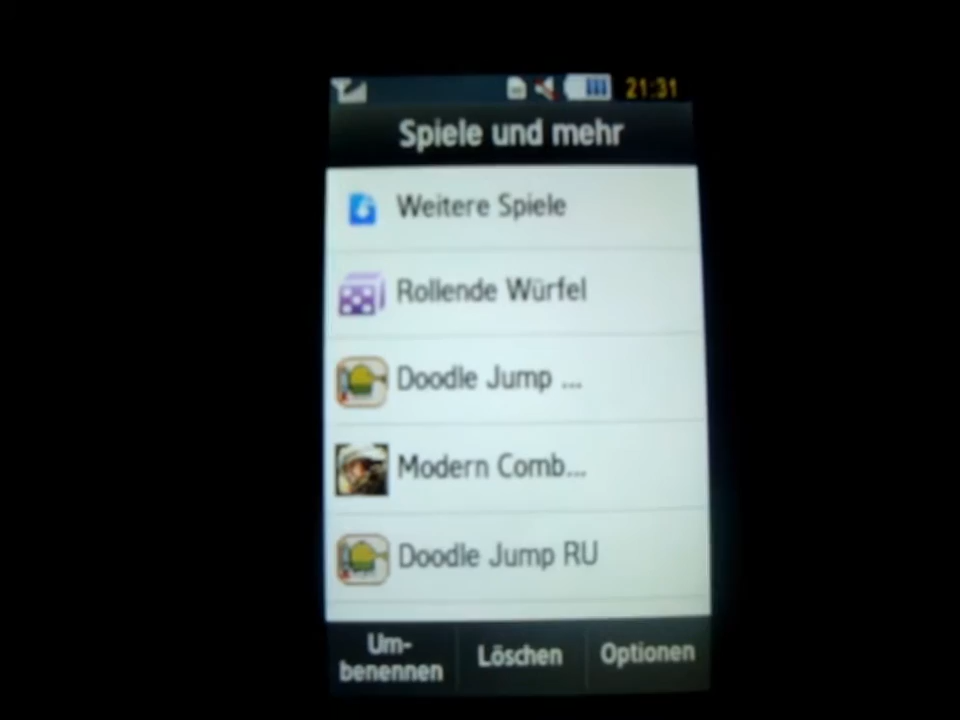 21:31
Spiele und mehr
Weitere Spiele
Rollende Würfel
Doodle Jump ...
Modern Comb...
Doodle Jump RU
Um-
benennen
Löschen
Optionen